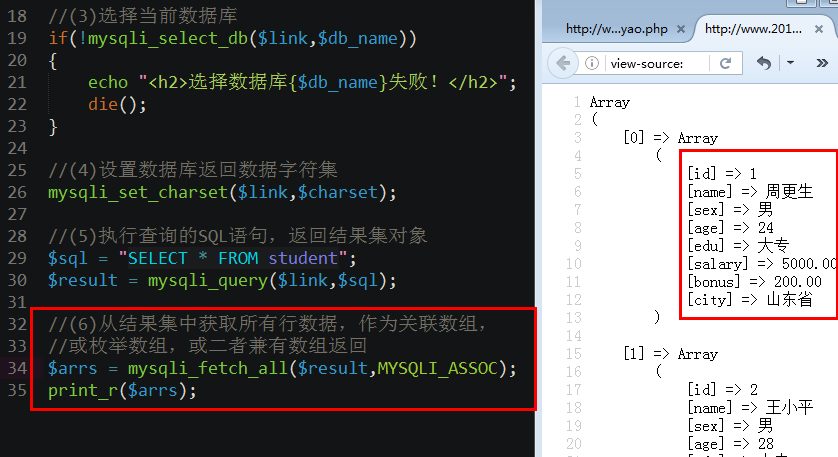 18 //(3)选择当前数据库
19 if(!mysqli_select_db($link,$db_name))
20 {
21 echo "<h2>选择数据库{$db_name}失败！</h2>";
22 die();
23 }
24
25 //(4)设置数据库返回数据字符集
26 mysqli_set_charset($link,$charset);
27
28 //(5)执行查询的SQL语句，返回结果集对象
29 $sql = "SELECT * FROM student";
30 $result = mysqli_query($link,$sql);
31
32 //(6)从结果集中获取所有行数据，作为关联数组，
33 //或枚举数组，或二者兼有数组返回
34 $arrs = mysqli_fetch_all($result,MYSQLI_ASSOC);
35 print_r($arrs);
http://w...yao.php
http://www.201...
view-source:
1 Array
2 (
3 [0] => Array
4 (
5 [id] => 1
6 [name] => 周更生
7 [sex] => 男
8 [age] => 24
9 [edu] => 大专
10 [salary] => 5000.00
11 [bonus] => 200.00
12 [city] => 山东省
13 )
14
15 [1] => Array
16 (
17 [id] => 2
18 [name] => 王小平
19 [sex] => 男
20 [age] => 28